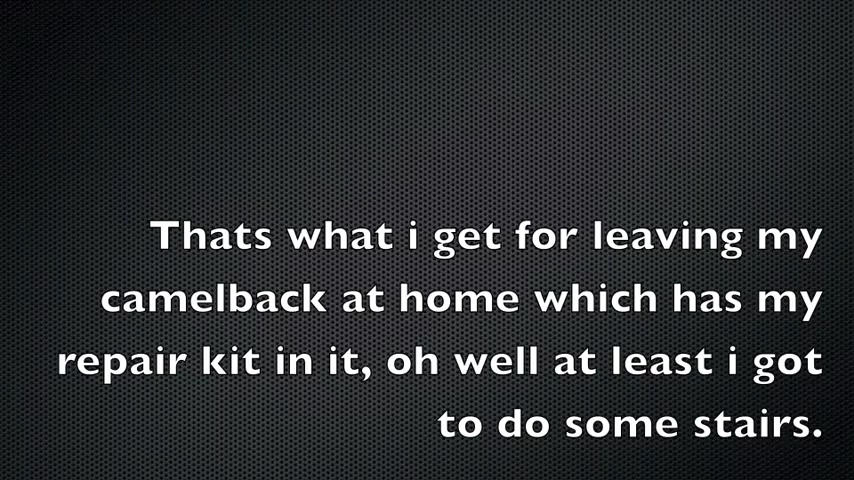 Thats what i get for leaving my
camelback at home which has my
repair kit in it, oh well at least i got
to do some stairs.